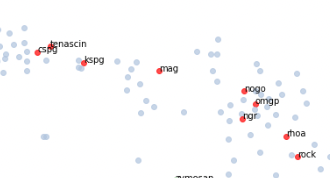 tenascin
cspg
kspg
mag
nogo
omgp
ngr
rhoa
rock